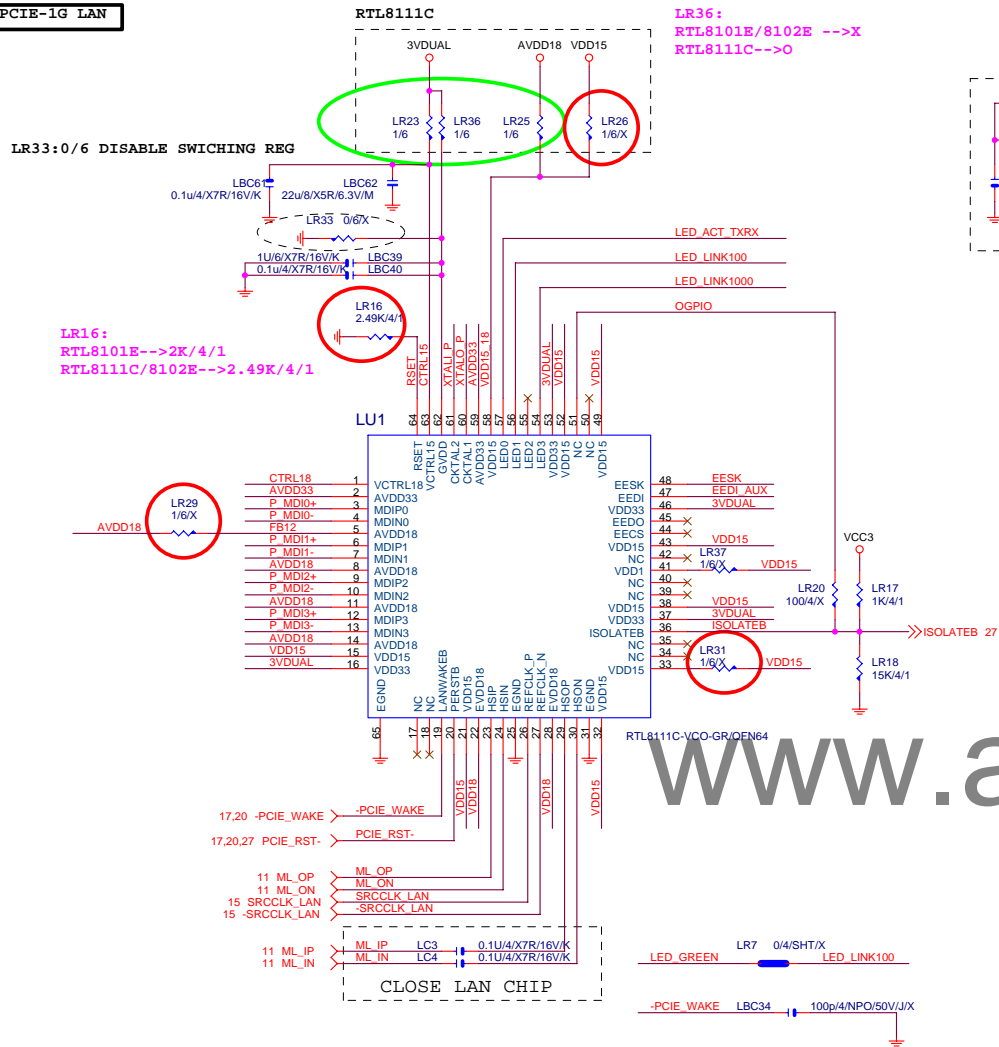 PCIE-1G LAN
RTL8111C
LR36:
RTL8101E/8102E -->X
RTL8111C-->O
3VDUAL
AVDD18
VDD15
LR23
1/6
LR36
1/6
LR25
1/6
LR26
1/6/X
LR33:0/6 DISABLE SWICHING REG
LBC61
0.1u/4/X7R/16V/K
LBC62
22u/8/X5R/6.3V/M
LR33 0/6/X
1U/6/X7R/16V/K LBC39
0.1u/4/X7R/16V/K LBC40
LED_ACT_TXRX
LED_LINK100
LED_LINK1000
OGPIO
LR16
2.49K/4/1
LR16:
RTL8101E-->2K/4/1
RTL8111C/8102E-->2.49K/4/1
RSET
CTRL15
XTALI_P
XTALO_P
AVDD33
VDD15_18
3VDUAL
VDD15
VDD15
LU1
64 63 62 61 60 59 58 57 56 55 54 53 52 51 50 49
RSET
VCTRL15
GVDD
CKTAL2
CKTAL1
AVDD33
VDD15
LED0
LED1
LED2
LED3
VDD33
VDD15
NC
NC
VDD15
CTRL18 1 VCTRL18
AVDD33 2 AVDD33
P_MDI0+ 3 MDIP0
P_MDI0- 4 MDIN0
FB12 5 AVDD18
P_MDI1+ 6 MDIP1
P_MDI1- 7 MDIN1
AVDD18 8 AVDD18
P_MDI2+ 9 MDIP2
P_MDI2- 10 MDIN2
AVDD18 11 AVDD18
P_MDI3+ 12 MDIP3
P_MDI3- 13 MDIN3
AVDD18 14 AVDD18
VDD15 15 VDD15
3VDUAL 16 VDD33
LR29
1/6/X
AVDD18
EESK 48 EESK
EEDI 47 EEDI_AUX
VDD33 46 3VDUAL
EEDO 45
EECS 44
VDD15 43 VDD15
NC 42
VDD1 41
NC 40
NC 39
VDD15 38 VDD15
VDD33 37 3VDUAL
ISOLATEB 36 ISOLATEB
NC 35
NC 34
VDD15 33
LR37
1/6/X VDD15
LR31
1/6/X VDD15
VCC3
LR20
100/4/X
LR17
1K/4/1
ISOLATEB 27
LR18
15K/4/1
EGND
NC
NC
LANWAKEB
PERSTB
VDD15
EVDD18
HSIP
HSIN
EGND
REFCLK_P
REFCLK_N
EVDD18
HSOP
HSON
EGND
VDD15
65 17 18 19 20 21 22 23 24 25 26 27 28 29 30 31 32
RTL8111C-VCO-GR/QFN64
VDD15
VDD18
VDD18
VDD15
www.a
17,20 -PCIE_WAKE -PCIE_WAKE
17,20,27 PCIE_RST- PCIE_RST-
11 ML_OP ML_OP
11 ML_ON ML_ON
15 SRCCLK_LAN SRCCLK_LAN
15 -SRCCLK_LAN -SRCCLK_LAN
11 ML_IP ML_IP LC3 0.1U/4/X7R/16V/K
11 ML_IN ML_IN LC4 0.1U/4/X7R/16V/K
CLOSE LAN CHIP
LED_GREEN LR7 0/4/SHT/X LED_LINK100
-PCIE_WAKE LBC34 100p/4/NPO/50V/J/X